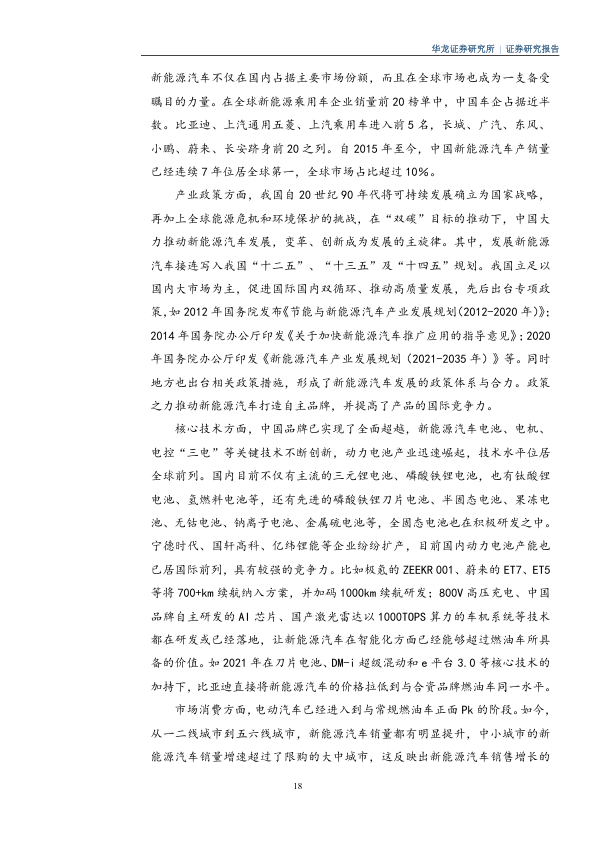 华龙证券研究所 | 证券研究报告
新能源汽车不仅在国内占据主要市场份额，而且在全球市场也成为一支备受
瞩目的力量。在全球新能源乘用车企业销量前 20 榜单中，中国车企占据近半
数。比亚迪、上汽通用五菱、上汽乘用车进入前 5 名，长城、广汽、东风、
小鹏、蔚来、长安跻身前 20 之列。自 2015 年至今，中国新能源汽车产销量
已经连续 7 年位居全球第一，全球市场占比超过 10%。
产业政策方面，我国自 20 世纪 90 年代将可持续发展确立为国家战略，
再加上全球能源危机和环境保护的挑战，在“双碳”目标的推动下，中国大
力推动新能源汽车发展，变革、创新成为发展的主旋律。其中，发展新能源
汽车接连写入我国“十二五”、“十三五”及“十四五”规划。我国立足以
国内大市场为主，促进国际国内双循环、推动高质量发展，先后出台专项政
策，如 2012 年国务院发布《节能与新能源汽车产业发展规划（2012-2020 年）》；
2014 年国务院办公厅印发《关于加快新能源汽车推广应用的指导意见》；2020
年国务院办公厅印发《新能源汽车产业发展规划（2021-2035 年）》等。同时
地方也出台相关政策措施，形成了新能源汽车发展的政策体系与合力。政策
之力推动新能源汽车打造自主品牌，并提高了产品的国际竞争力。
核心技术方面，中国品牌已实现了全面超越，新能源汽车电池、电机、
电控“三电”等关键技术不断创新，动力电池产业迅速崛起，技术水平位居
全球前列。国内目前不仅有主流的三元锂电池、磷酸铁锂电池，也有钛酸锂
电池、氢燃料电池等，还有先进的磷酸铁锂刀片电池、半固态电池、果冻电
池、无钴电池、钠离子电池、金属硫电池等，全固态电池也在积极研发之中。
宁德时代、国轩高科、亿纬锂能等企业纷纷扩产，目前国内动力电池产能也
已居国际前列，具有较强的竞争力。比如极氪的 ZEEKR 001、蔚来的 ET7、ET5
等将 700+km 续航纳入方案，并加码 1000km 续航研发；800V 高压充电、中国
品牌自主研发的 AI 芯片、国产激光雷达以 1000TOPS 算力的车机系统等技术
都在研发或已经落地，让新能源汽车在智能化方面已经能够超过燃油车所具
备的价值。如 2021 年在刀片电池、DM-i 超级混动和 e 平台 3.0 等核心技术的
加持下，比亚迪直接将新能源汽车的价格拉低到与合资品牌燃油车同一水平。
市场消费方面，电动汽车已经进入到与常规燃油车正面 Pk 的阶段。如今，
从一二线城市到五六线城市，新能源汽车销量都有明显提升，中小城市的新
能源汽车销量增速超过了限购的大中城市，这反映出新能源汽车销售增长的
18